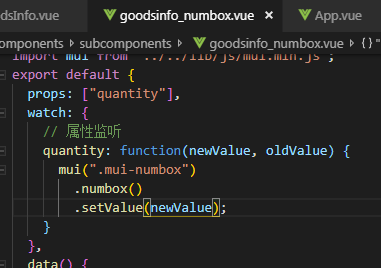 dsInfo.vue goodsinfo_numbox.vue × App.vue
components > subcomponents > goodsinfo_numbox.vue > {} "
import mui from "../../lib/js/mui.min.js";
export default {
props: ["quantity"],
watch: {
// 属性监听
quantity: function(newValue, oldValue) {
mui(".mui-numbox")
.numbox()
.setValue(newValue);
}
},
data() {